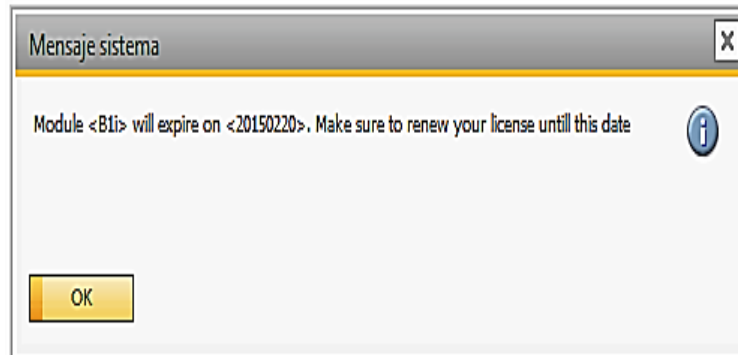 Mensaje sistema
Module <B1i> will expire on <20150220>. Make sure to renew your license untill this date
OK